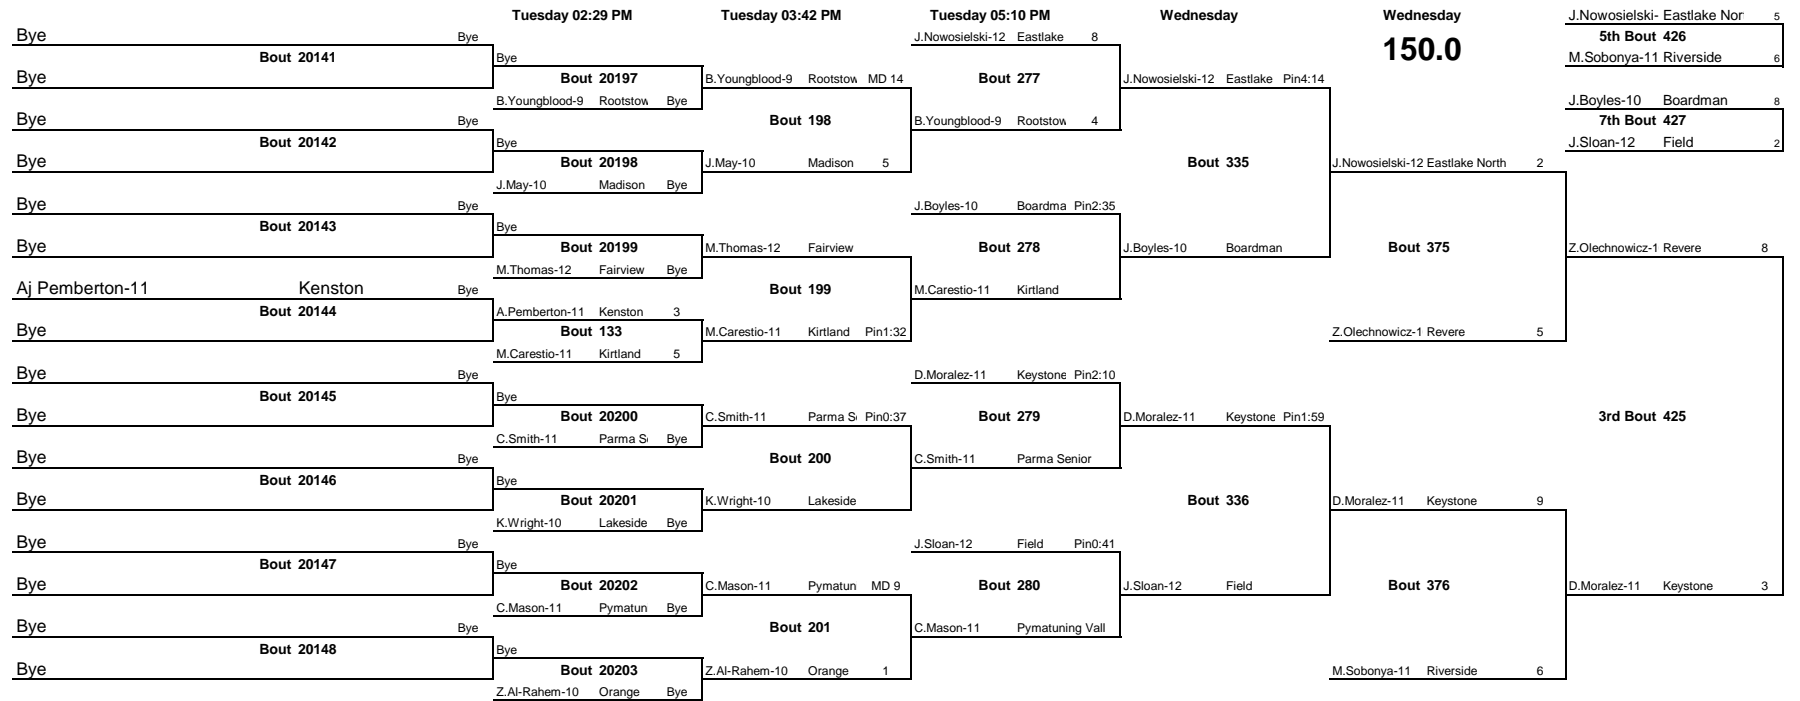 Tuesday 02:29 PM Tuesday 03:42 PM Tuesday 05:10 PM Wednesday Wednesday J.Nowosielski- Eastlake Nor 5
Bye Bye J.Nowosielski-12 Eastlake 8 150.0 5th Bout 426
Bout 20141 Bye M.Sobonya-11 Riverside 6
Bye Bye Bout 20197 B.Youngblood-9 Rootstow MD 14 Bout 277 J.Nowosielski-12 Eastlake Pin4:14
B.Youngblood-9 Rootstow Bye J.Boyles-10 Boardman 8
Bye Bye Bout 198 B.Youngblood-9 Rootstow 4 7th Bout 427
Bout 20142 Bye J.Sloan-12 Field 2
Bye Bye Bout 20198 J.May-10 Madison 5 Bout 335 J.Nowosielski-12 Eastlake North 2
J.May-10 Madison Bye
Bye Bye J.Boyles-10 Boardma Pin2:35
Bout 20143 Bye
Bye Bye Bout 20199 M.Thomas-12 Fairview Bout 278 J.Boyles-10 Boardman Bout 375 Z.Olechnowicz-1 Revere 8
M.Thomas-12 Fairview Bye
Aj Pemberton-11 Kenston Bye Bout 199 M.Carestio-11 Kirtland
Bout 20144 A.Pemberton-11 Kenston 3
Bye Bye Bout 133 M.Carestio-11 Kirtland Pin1:32 Z.Olechnowicz-1 Revere 5
M.Carestio-11 Kirtland 5
Bye Bye D.Moralez-11 Keystone Pin2:10
Bout 20145 Bye
Bye Bye Bout 20200 C.Smith-11 Parma S Pin0:37 Bout 279 D.Moralez-11 Keystone Pin1:59 3rd Bout 425
C.Smith-11 Parma S Bye
Bye Bye Bout 200 C.Smith-11 Parma Senior
Bout 20146 Bye
Bye Bye Bout 20201 K.Wright-10 Lakeside Bout 336 D.Moralez-11 Keystone 9
K.Wright-10 Lakeside Bye
Bye Bye J.Sloan-12 Field Pin0:41
Bout 20147 Bye
Bye Bye Bout 20202 C.Mason-11 Pymatun MD 9 Bout 280 J.Sloan-12 Field Bout 376 D.Moralez-11 Keystone 3
C.Mason-11 Pymatun Bye
Bye Bye Bout 201 C.Mason-11 Pymatuning Vall
Bout 20148 Bye
Bye Bye Bout 20203 Z.Al-Rahem-10 Orange 1 M.Sobonya-11 Riverside 6
Z.Al-Rahem-10 Orange Bye